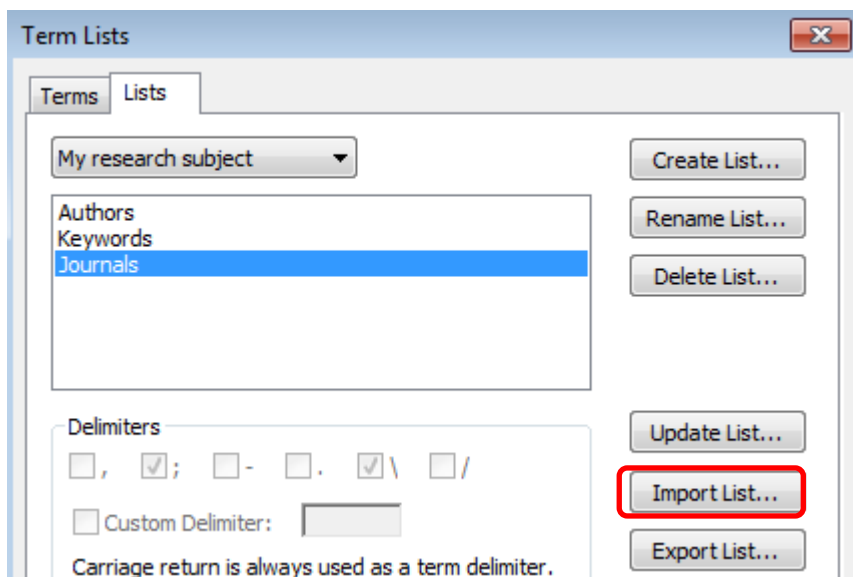 Term Lists
Terms Lists
My research subject
Create List...
Authors
Keywords
Journals
Rename List...
Delete List...
Delimiters
, ; - . \ /
Custom Delimiter:
Carriage return is always used as a term delimiter.
Update List...
Import List...
Export List...